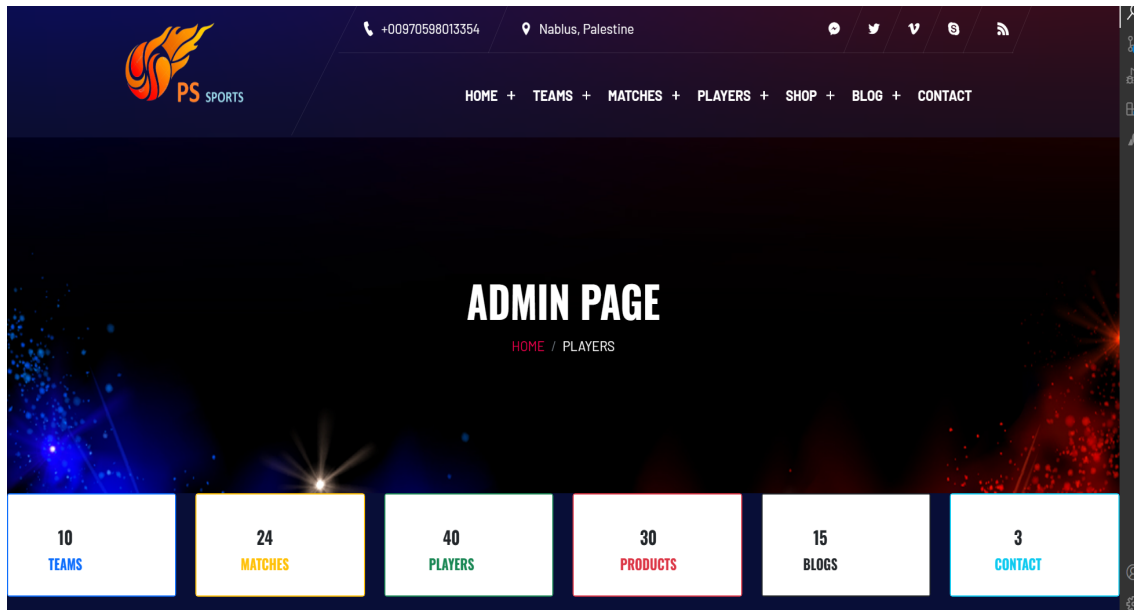 +00970598013354 Nablus, Palestine
PS SPORTS
HOME + TEAMS + MATCHES + PLAYERS + SHOP + BLOG + CONTACT
ADMIN PAGE
HOME / PLAYERS
10 24 40 30 15 3
TEAMS MATCHES PLAYERS PRODUCTS BLOGS CONTACT